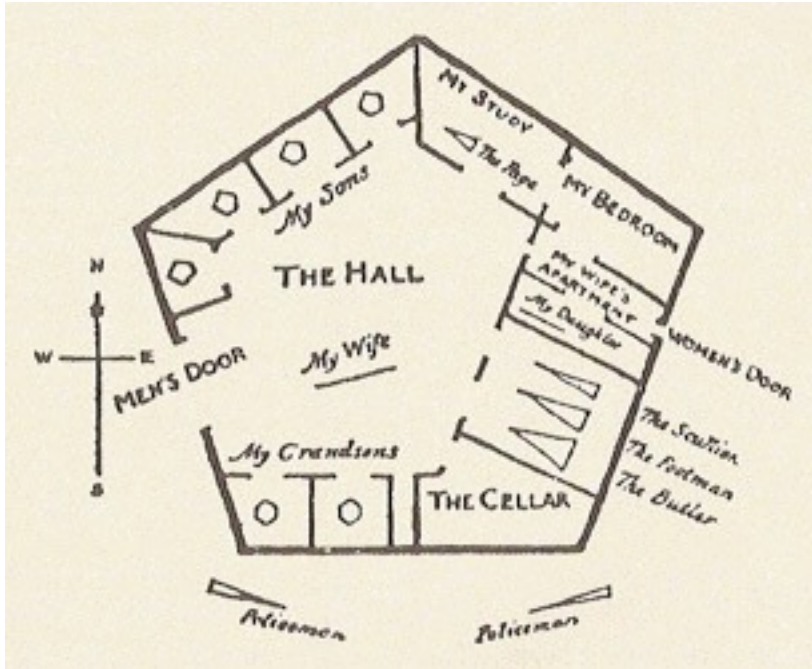 MY STUDY
The Page
MY BEDROOM
My Sons
THE HALL
MY WIFE'S
APARTMENT
My Daughter
N
W
E
S
MEN'S DOOR
My Wife
WOMEN'S DOOR
The Scullion
The Footman
The Butler
My Grandsons
THE CELLAR
Policeman
Policeman